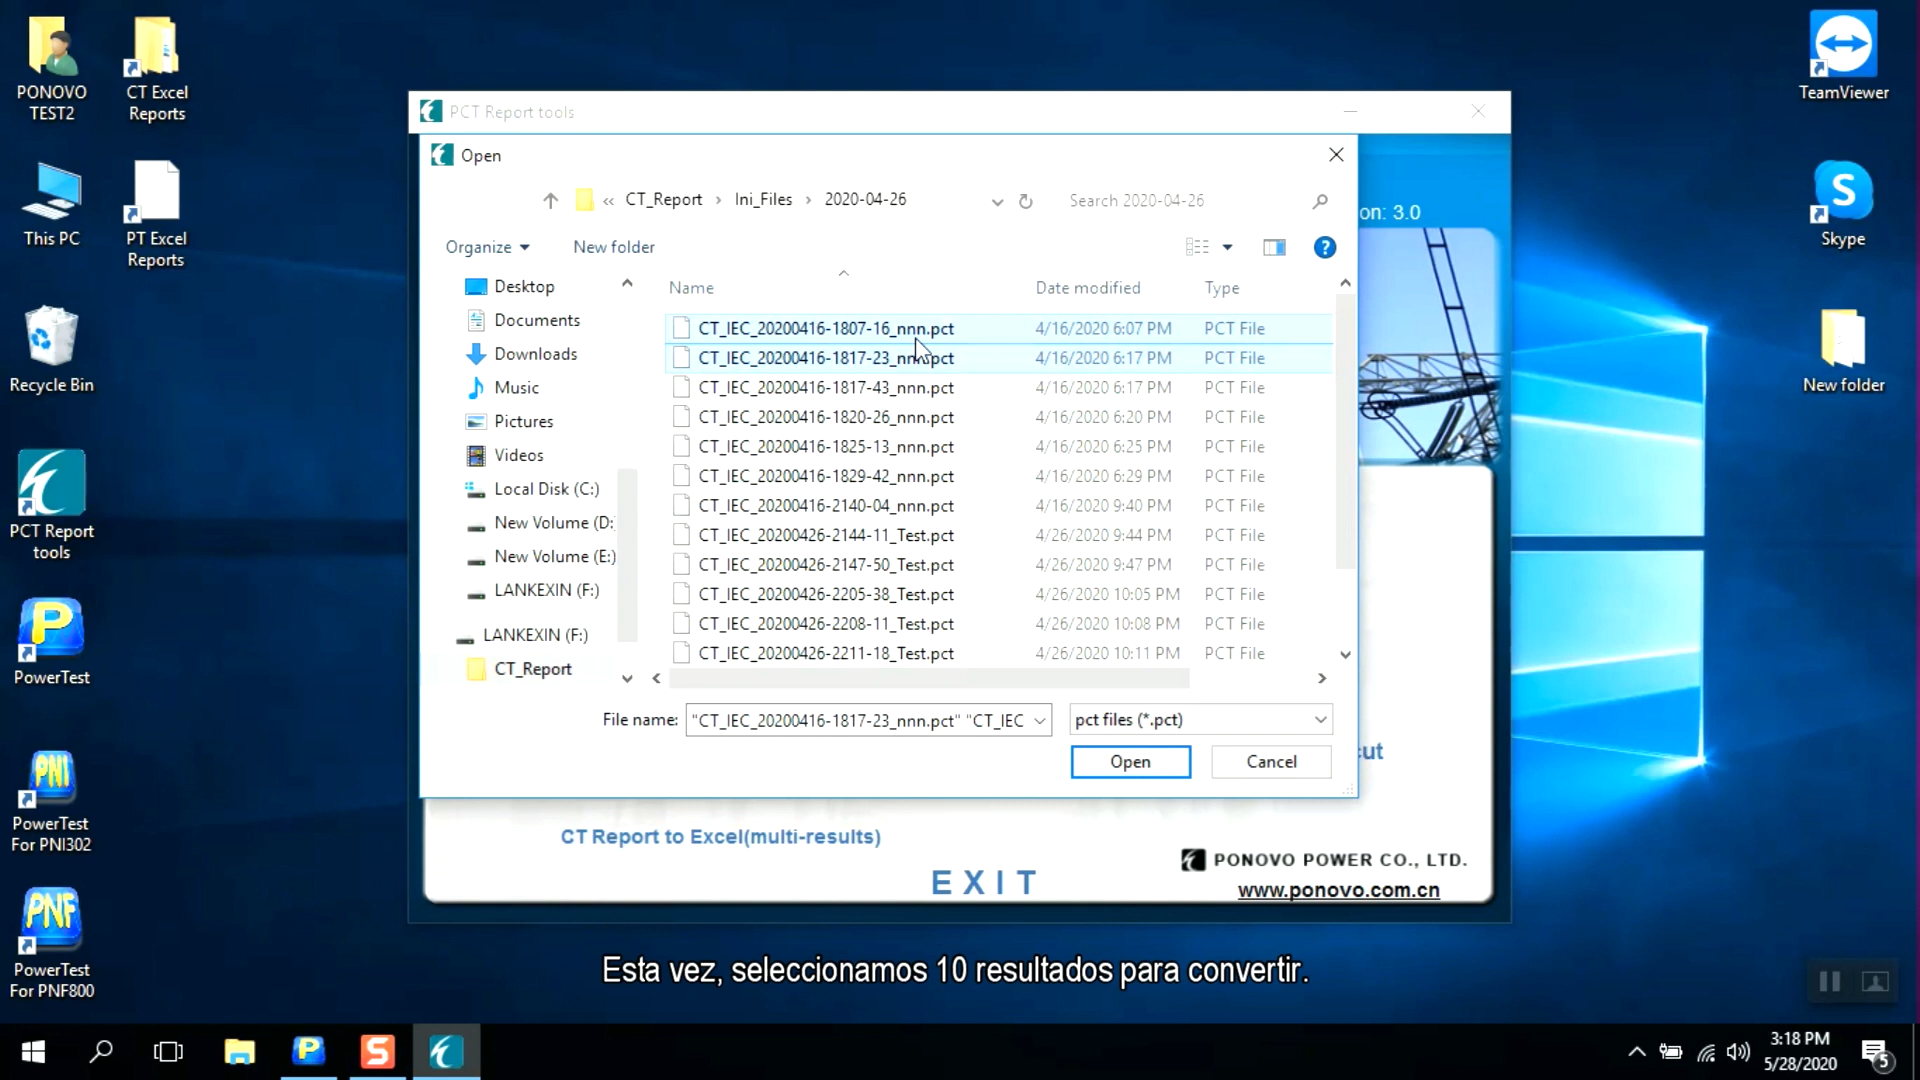 PONOVO
TEST2
CT Excel
Reports
This PC
PT Excel
Reports
Recycle Bin
PCT Report
tools
PowerTest
PNI
PowerTest
For PNI302
PNF
PowerTest
For PNF800
TeamViewer
Skype
New folder
PCT Report tools
Open
« CT_Report › Ini_Files › 2020-04-26
Search 2020-04-26
on: 3.0
Organize
New folder
Desktop
Documents
Downloads
Music
Pictures
Videos
Local Disk (C:)
New Volume (D:
New Volume (E:)
LANKEXIN (F:)
LANKEXIN (F:)
CT_Report
Name Date modified Type
CT_IEC_20200416-1807-16_nnn.pct 4/16/2020 6:07 PM PCT File
CT_IEC_20200416-1817-23_nnn.pct 4/16/2020 6:17 PM PCT File
CT_IEC_20200416-1817-43_nnn.pct 4/16/2020 6:17 PM PCT File
CT_IEC_20200416-1820-26_nnn.pct 4/16/2020 6:20 PM PCT File
CT_IEC_20200416-1825-13_nnn.pct 4/16/2020 6:25 PM PCT File
CT_IEC_20200416-1829-42_nnn.pct 4/16/2020 6:29 PM PCT File
CT_IEC_20200416-2140-04_nnn.pct 4/16/2020 9:40 PM PCT File
CT_IEC_20200426-2144-11_Test.pct 4/26/2020 9:44 PM PCT File
CT_IEC_20200426-2147-50_Test.pct 4/26/2020 9:47 PM PCT File
CT_IEC_20200426-2205-38_Test.pct 4/26/2020 10:05 PM PCT File
CT_IEC_20200426-2208-11_Test.pct 4/26/2020 10:08 PM PCT File
CT_IEC_20200426-2211-18_Test.pct 4/26/2020 10:11 PM PCT File
File name: "CT_IEC_20200416-1817-23_nnn.pct" "CT_IEC
pct files (*.pct)
Open
Cancel
cut
CT Report to Excel(multi-results)
EXIT
PONOVO POWER CO., LTD.
www.ponovo.com.cn
Esta vez, seleccionamos 10 resultados para convertir.
3:18 PM
5/28/2020
5